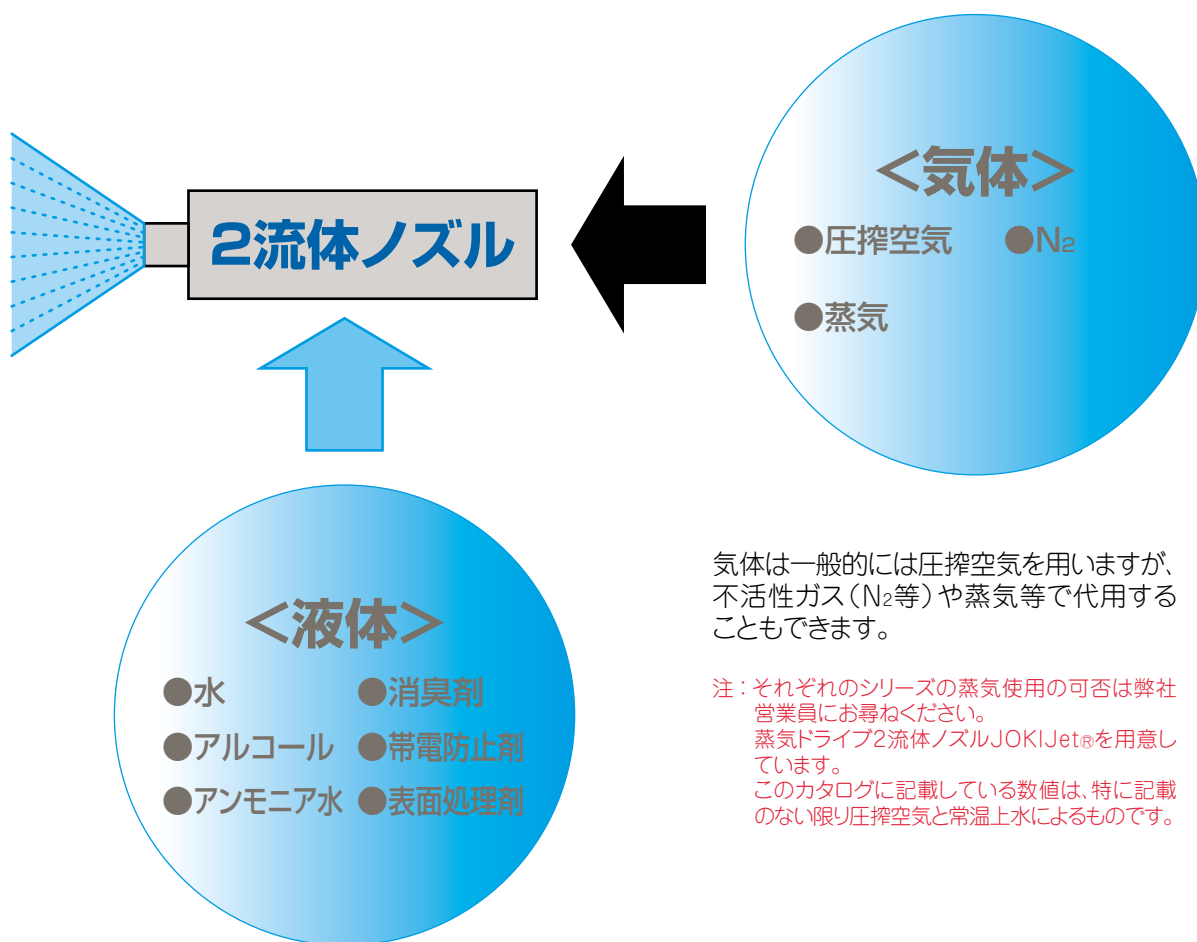 2流体ノズル
＜気体＞
●圧搾空気 ●N₂
●蒸気
＜液体＞
●水 ●消臭剤
●アルコール ●帯電防止剤
●アンモニア水 ●表面処理剤
気体は一般的には圧搾空気を用いますが、
不活性ガス（N₂等）や蒸気等で代用する
こともできます。
注：それぞれのシリーズの蒸気使用の可否は弊社
営業員にお尋ねください。
蒸気ドライブ2流体ノズルJOKIJet®を用意し
ています。
このカタログに記載している数値は、特に記載
のない限り圧搾空気と常温上水によるものです。